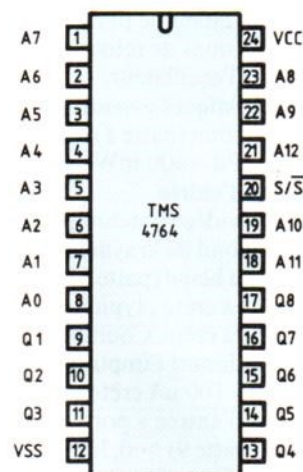 A7 1 24 VCC
A6 2 23 A8
A5 3 22 A9
A4 4 21 A12
A3 5 20 S/S̅
A2 6 TMS 19 A10
4764
A1 7 18 A11
A0 8 17 Q8
Q1 9 16 Q7
Q2 10 15 Q6
Q3 11 14 Q5
VSS 12 13 Q4